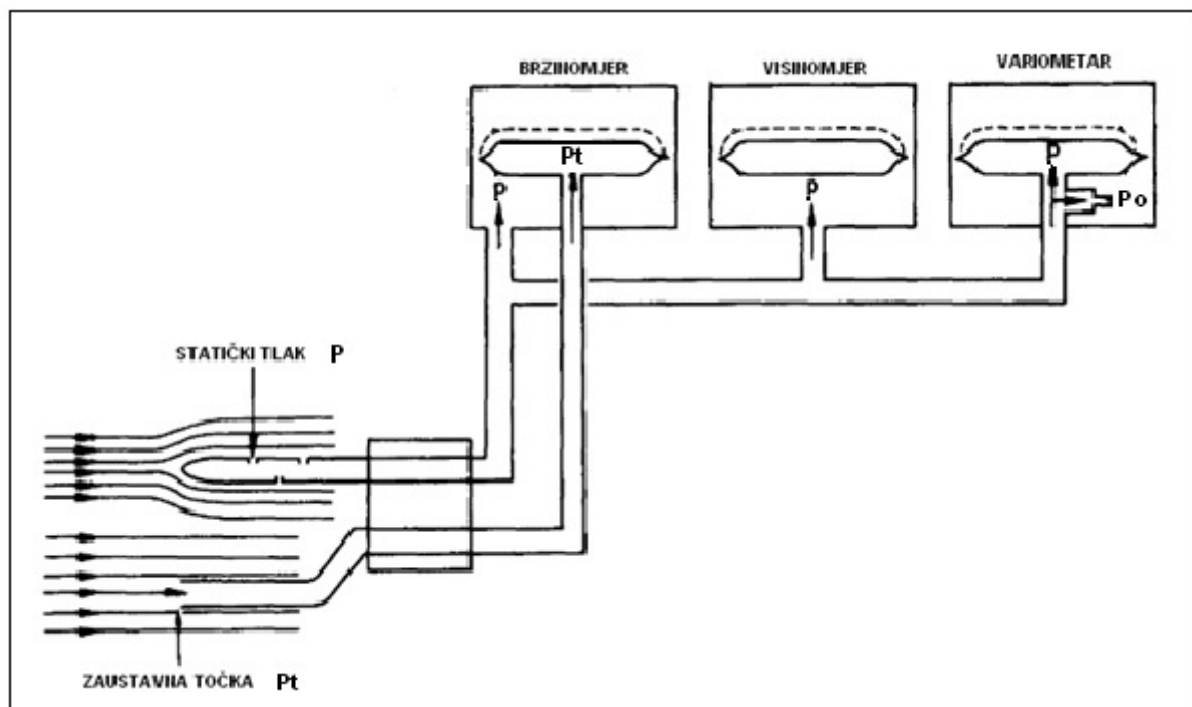 BRZINOMJER
VISINOMJER
VARIOMETAR
Pt
P
P
P
Po
STATIČKI TLAK P
ZAUSTAVNA TOČKA Pt